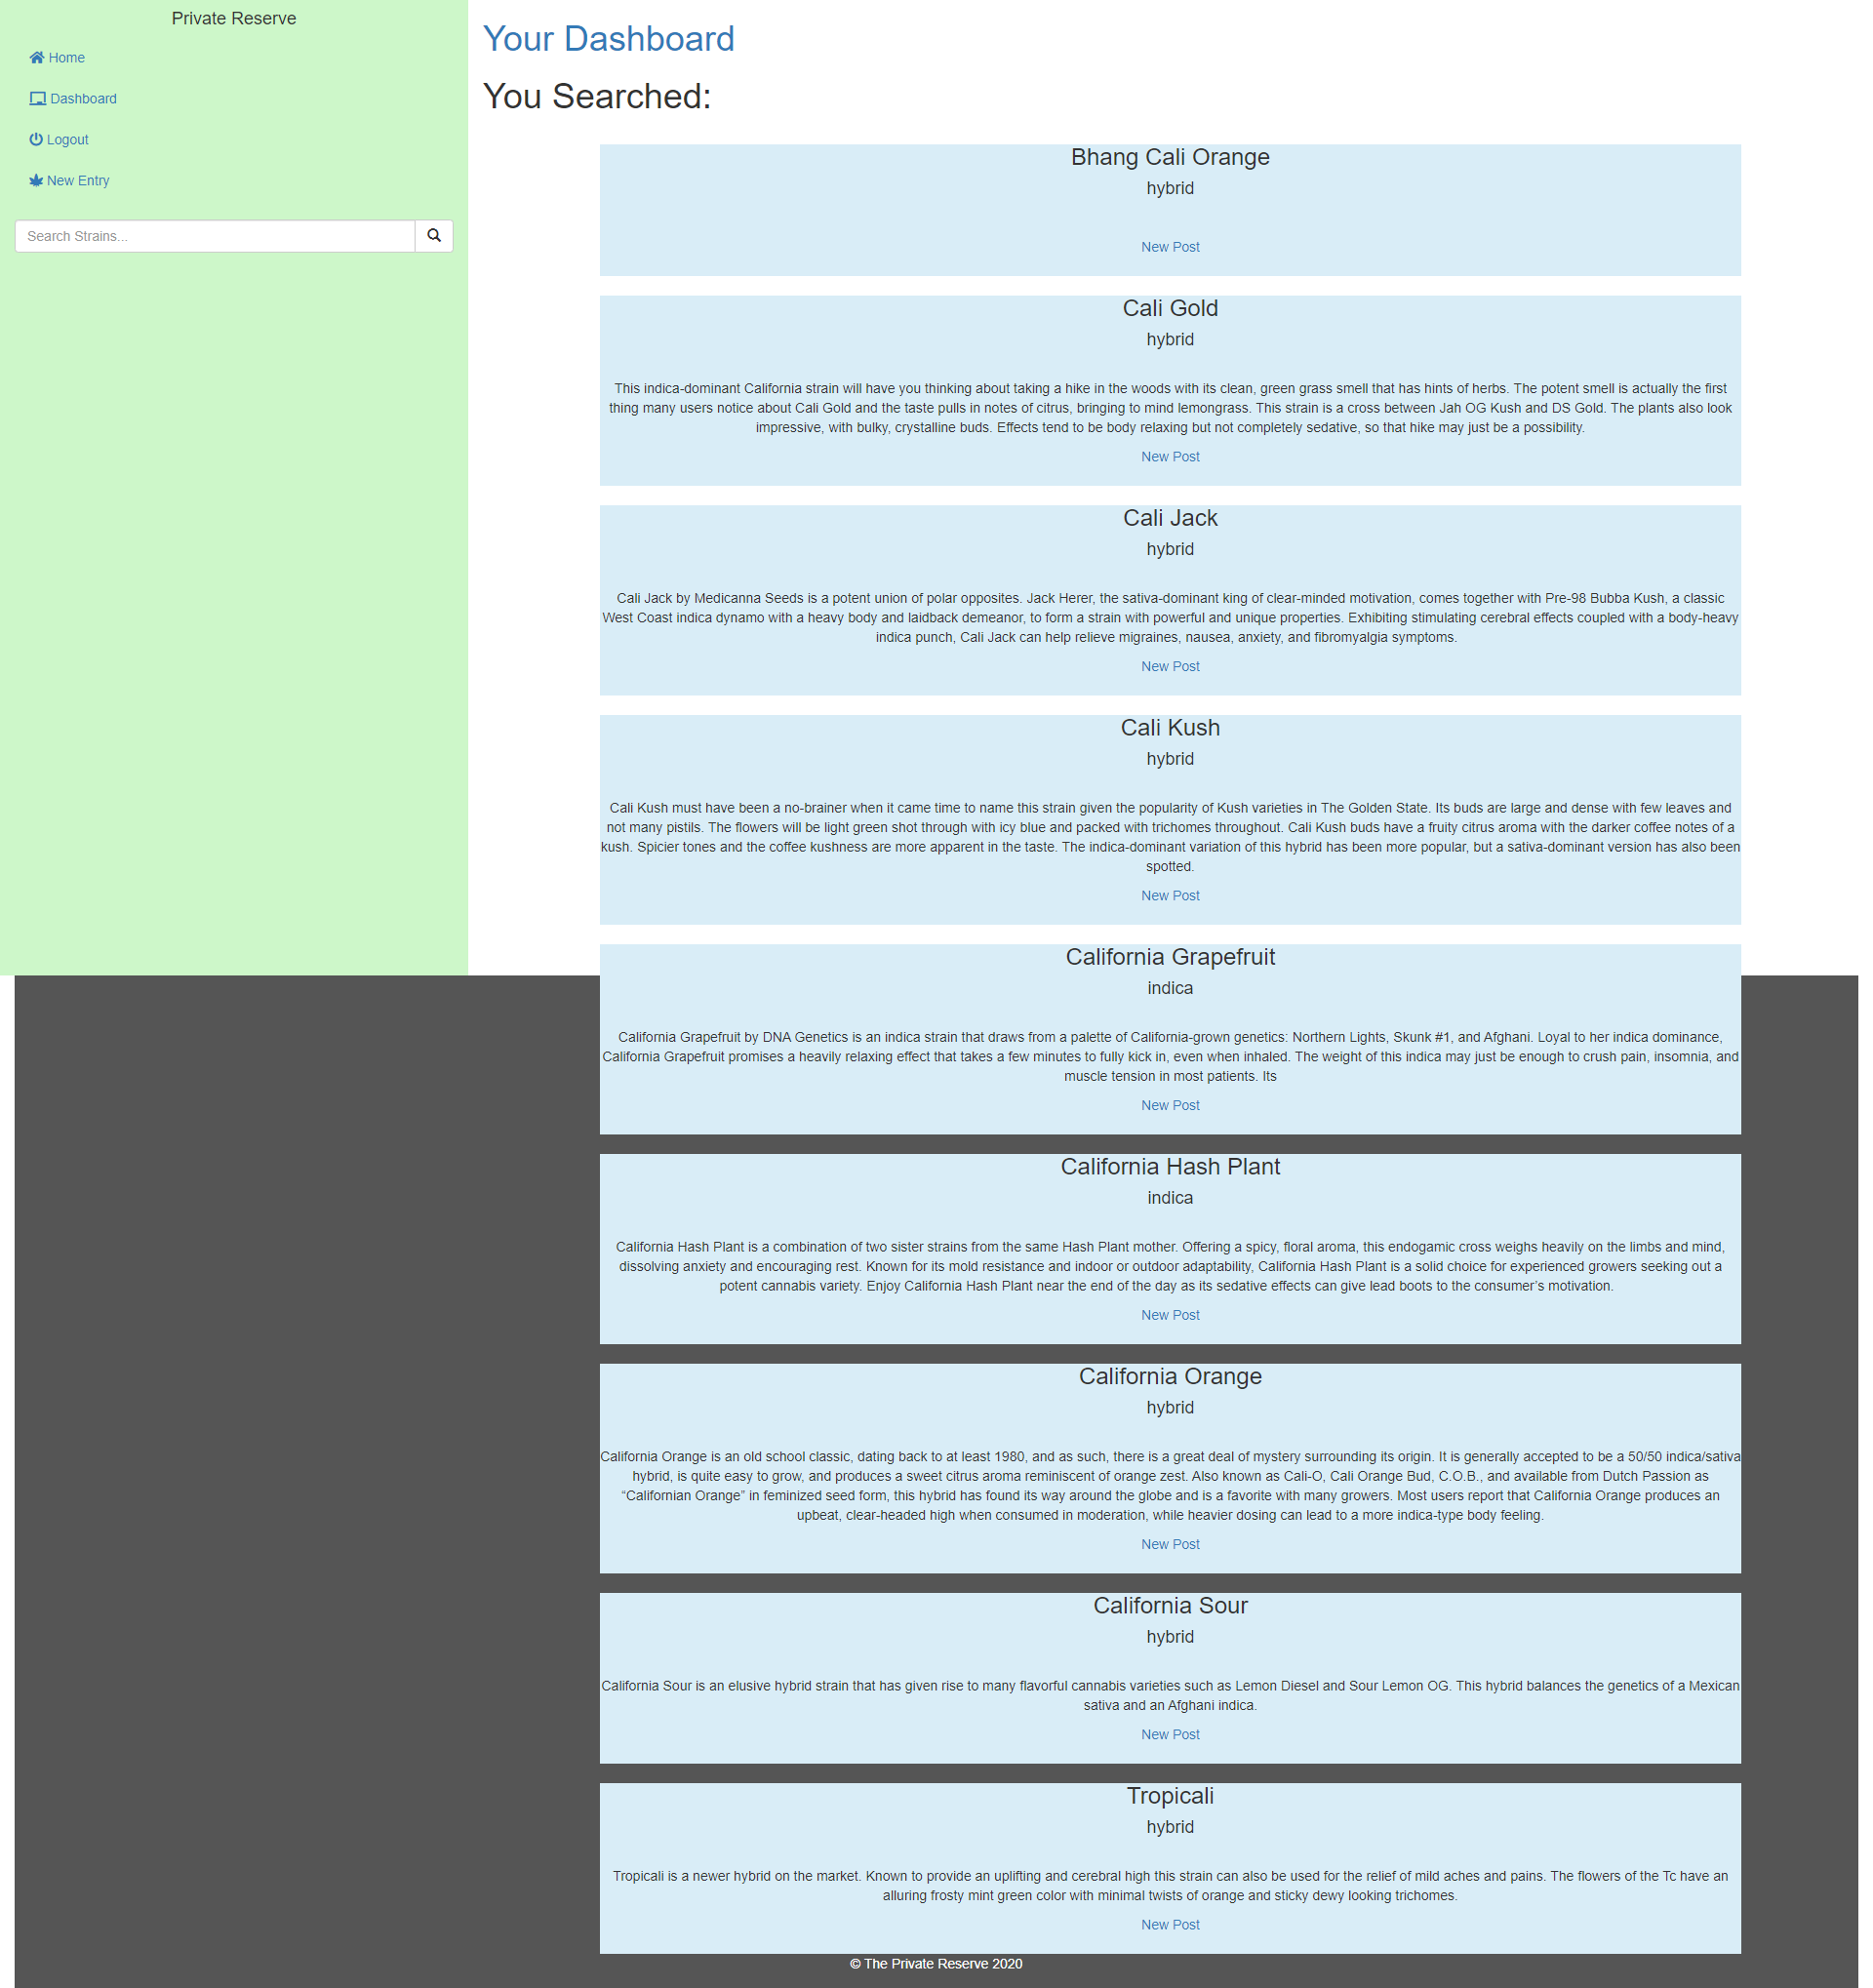 Private Reserve
Home
Dashboard
Logout
New Entry
Search Strains...
Your Dashboard
You Searched:
Bhang Cali Orange
hybrid
New Post
Cali Gold
hybrid
This indica-dominant California strain will have you thinking about taking a hike in the woods with its clean, green grass smell that has hints of herbs. The potent smell is actually the first
thing many users notice about Cali Gold and the taste pulls in notes of citrus, bringing to mind lemongrass. This strain is a cross between Jah OG Kush and DS Gold. The plants also look
impressive, with bulky, crystalline buds. Effects tend to be body relaxing but not completely sedative, so that hike may just be a possibility.
New Post
Cali Jack
hybrid
Cali Jack by Medicanna Seeds is a potent union of polar opposites. Jack Herer, the sativa-dominant king of clear-minded motivation, comes together with Pre-98 Bubba Kush, a classic
West Coast indica dynamo with a heavy body and laidback demeanor, to form a strain with powerful and unique properties. Exhibiting stimulating cerebral effects coupled with a body-heavy
indica punch, Cali Jack can help relieve migraines, nausea, anxiety, and fibromyalgia symptoms.
New Post
Cali Kush
hybrid
Cali Kush must have been a no-brainer when it came time to name this strain given the popularity of Kush varieties in The Golden State. Its buds are large and dense with few leaves and
not many pistils. The flowers will be light green shot through with icy blue and packed with trichomes throughout. Cali Kush buds have a fruity citrus aroma with the darker coffee notes of a
kush. Spicier tones and the coffee kushness are more apparent in the taste. The indica-dominant variation of this hybrid has been more popular, but a sativa-dominant version has also been
spotted.
New Post
California Grapefruit
indica
California Grapefruit by DNA Genetics is an indica strain that draws from a palette of California-grown genetics: Northern Lights, Skunk #1, and Afghani. Loyal to her indica dominance,
California Grapefruit promises a heavily relaxing effect that takes a few minutes to fully kick in, even when inhaled. The weight of this indica may just be enough to crush pain, insomnia, and
muscle tension in most patients. Its
New Post
California Hash Plant
indica
California Hash Plant is a combination of two sister strains from the same Hash Plant mother. Offering a spicy, floral aroma, this endogamic cross weighs heavily on the limbs and mind,
dissolving anxiety and encouraging rest. Known for its mold resistance and indoor or outdoor adaptability, California Hash Plant is a solid choice for experienced growers seeking out a
potent cannabis variety. Enjoy California Hash Plant near the end of the day as its sedative effects can give lead boots to the consumer’s motivation.
New Post
California Orange
hybrid
California Orange is an old school classic, dating back to at least 1980, and as such, there is a great deal of mystery surrounding its origin. It is generally accepted to be a 50/50 indica/sativa
hybrid, is quite easy to grow, and produces a sweet citrus aroma reminiscent of orange zest. Also known as Cali-O, Cali Orange Bud, C.O.B., and available from Dutch Passion as
“Californian Orange” in feminized seed form, this hybrid has found its way around the globe and is a favorite with many growers. Most users report that California Orange produces an
upbeat, clear-headed high when consumed in moderation, while heavier dosing can lead to a more indica-type body feeling.
New Post
California Sour
hybrid
California Sour is an elusive hybrid strain that has given rise to many flavorful cannabis varieties such as Lemon Diesel and Sour Lemon OG. This hybrid balances the genetics of a Mexican
sativa and an Afghani indica.
New Post
Tropicali
hybrid
Tropicali is a newer hybrid on the market. Known to provide an uplifting and cerebral high this strain can also be used for the relief of mild aches and pains. The flowers of the Tc have an
alluring frosty mint green color with minimal twists of orange and sticky dewy looking trichomes.
New Post
© The Private Reserve 2020